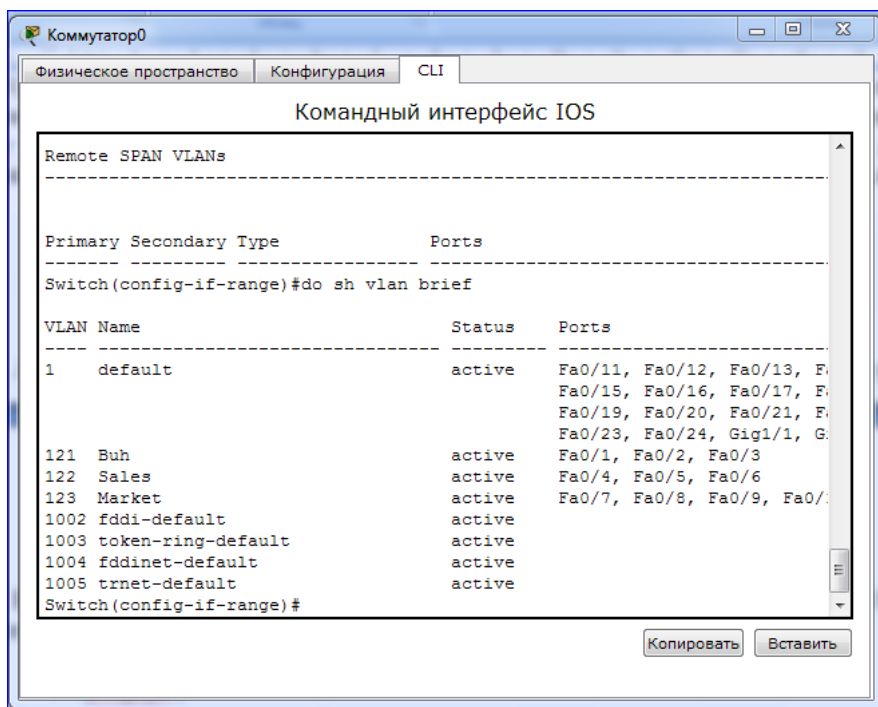 Коммутатор0
Физическое пространство Конфигурация CLI
Командный интерфейс IOS
Remote SPAN VLANs
------------------------------------------------------------------------------
Primary Secondary Type Ports
------- --------- ----------------- ------------------------------------------
Switch(config-if-range)#do sh vlan brief
VLAN Name Status Ports
---- -------------------------------- --------- -------------------------------
1 default active Fa0/11, Fa0/12, Fa0/13,
Fa0/15, Fa0/16, Fa0/17,
Fa0/19, Fa0/20, Fa0/21,
Fa0/23, Fa0/24, Gig1/1,
121 Buh active Fa0/1, Fa0/2, Fa0/3
122 Sales active Fa0/4, Fa0/5, Fa0/6
123 Market active Fa0/7, Fa0/8, Fa0/9,
1002 fddi-default active
1003 token-ring-default active
1004 fddinet-default active
1005 trnet-default active
Switch(config-if-range)#
Копировать Вставить